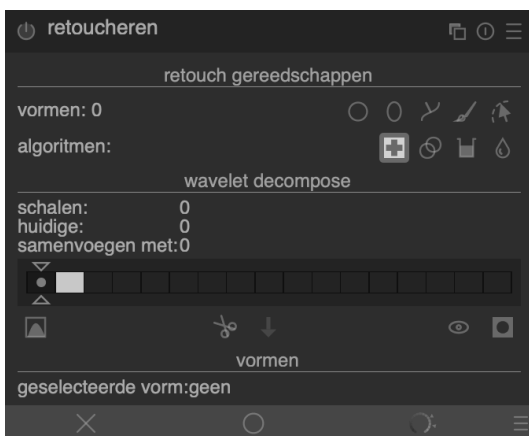 retoucheren
retouch gereedschappen
vormen: 0
algoritmen:
wavelet decompose
schalen: 0
huidige: 0
samenvoegen met:0
vormen
geselecteerde vorm:geen